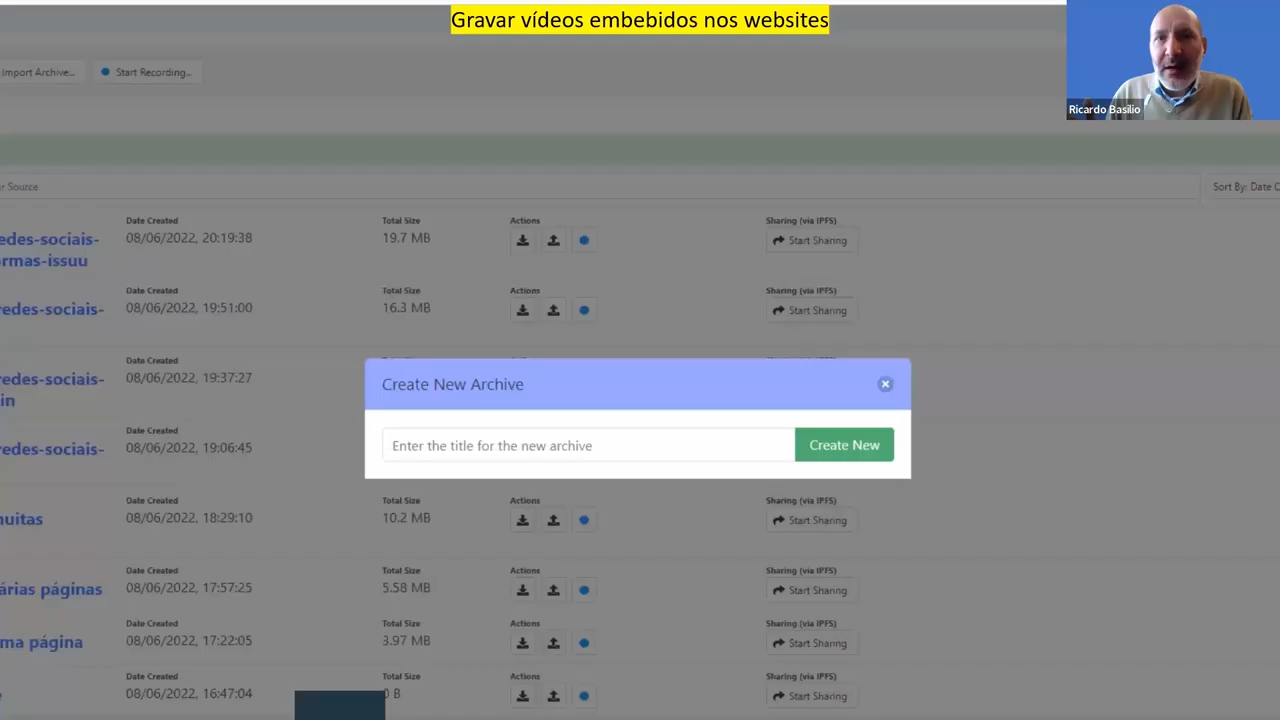 Gravar vídeos embebidos nos websites
Ricardo Basílio
Import Archive...
Start Recording...
Source
Sort By: Date
Date Created
Total Size
Actions
Sharing (via IPFS)
edes-sociais-
rmas-issuu
08/06/2022, 20:19:38
19.7 MB
Start Sharing
Date Created
Total Size
Actions
Sharing (via IPFS)
redes-sociais-
08/06/2022, 19:51:00
16.3 MB
Start Sharing
Date Created
redes-sociais-
in
08/06/2022, 19:37:27
Create New Archive
Date Created
redes-sociais-
08/06/2022, 19:06:45
Enter the title for the new archive
Create New
Date Created
Total Size
Actions
Sharing (via IPFS)
nuitas
08/06/2022, 18:29:10
10.2 MB
Start Sharing
Date Created
Total Size
Actions
Sharing (via IPFS)
árias páginas
08/06/2022, 17:57:25
5.58 MB
Start Sharing
Date Created
Total Size
Actions
Sharing (via IPFS)
ma página
08/06/2022, 17:22:05
3.97 MB
Start Sharing
Date Created
Total Size
Actions
Sharing (via IPFS)
08/06/2022, 16:47:04
0 B
Start Sharing